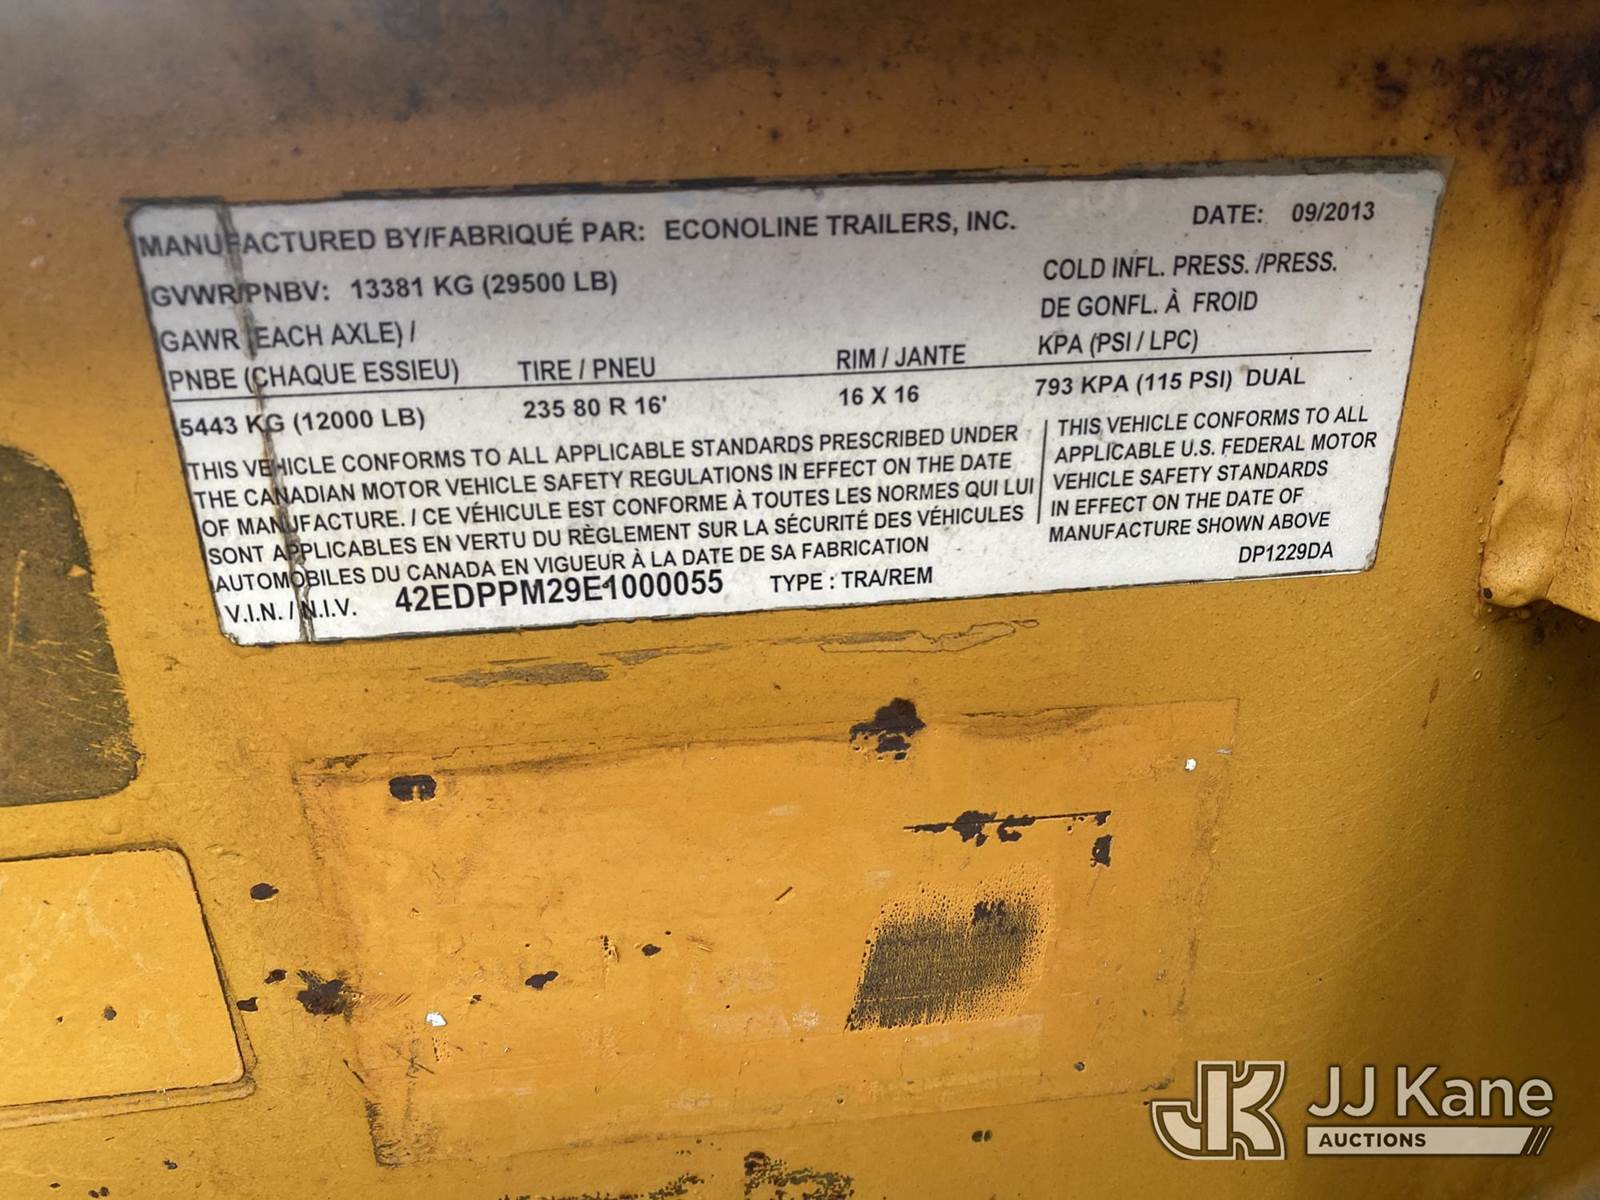 MANUFACTURED BY/FABRIQUÉ PAR: ECONOLINE TRAILERS, INC. DATE: 09/2013
GVWR/PNBV: 13381 KG (29500 LB)
COLD INFL. PRESS. /PRESS.
DE GONFL. À FROID
GAWR (EACH AXLE) /
PNBE (CHAQUE ESSIEU) TIRE / PNEU RIM / JANTE KPA (PSI / LPC)
5443 KG (12000 LB) 235 80 R 16' 16 X 16 793 KPA (115 PSI) DUAL
THIS VEHICLE CONFORMS TO ALL APPLICABLE STANDARDS PRESCRIBED UNDER
THE CANADIAN MOTOR VEHICLE SAFETY REGULATIONS IN EFFECT ON THE DATE
OF MANUFACTURE. / CE VÉHICULE EST CONFORME À TOUTES LES NORMES QUI LUI
SONT APPLICABLES EN VERTU DU RÈGLEMENT SUR LA SÉCURITÉ DES VÉHICULES
AUTOMOBILES DU CANADA EN VIGUEUR À LA DATE DE SA FABRICATION
THIS VEHICLE CONFORMS TO ALL
APPLICABLE U.S. FEDERAL MOTOR
VEHICLE SAFETY STANDARDS
IN EFFECT ON THE DATE OF
MANUFACTURE SHOWN ABOVE
V.I.N. / N.I.V. 42EDPPM29E1000055 TYPE : TRA/REM DP1229DA
JK JJ Kane
AUCTIONS